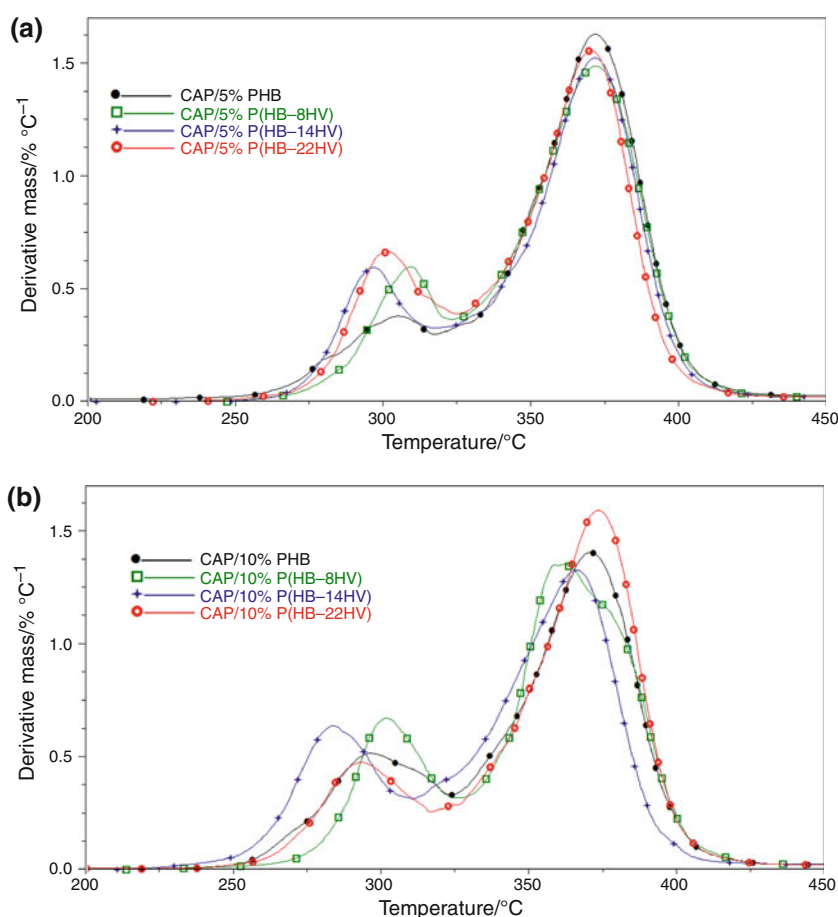 (a)
Derivative mass/% °C⁻¹
1.5
1.0
0.5
0.0
CAP/5% PHB
CAP/5% P(HB–8HV)
CAP/5% P(HB–14HV)
CAP/5% P(HB–22HV)
200 250 300 350 400 450
Temperature/°C
(b)
Derivative mass/% °C⁻¹
1.5
1.0
0.5
0.0
CAP/10% PHB
CAP/10% P(HB–8HV)
CAP/10% P(HB–14HV)
CAP/10% P(HB–22HV)
200 250 300 350 400 450
Temperature/°C